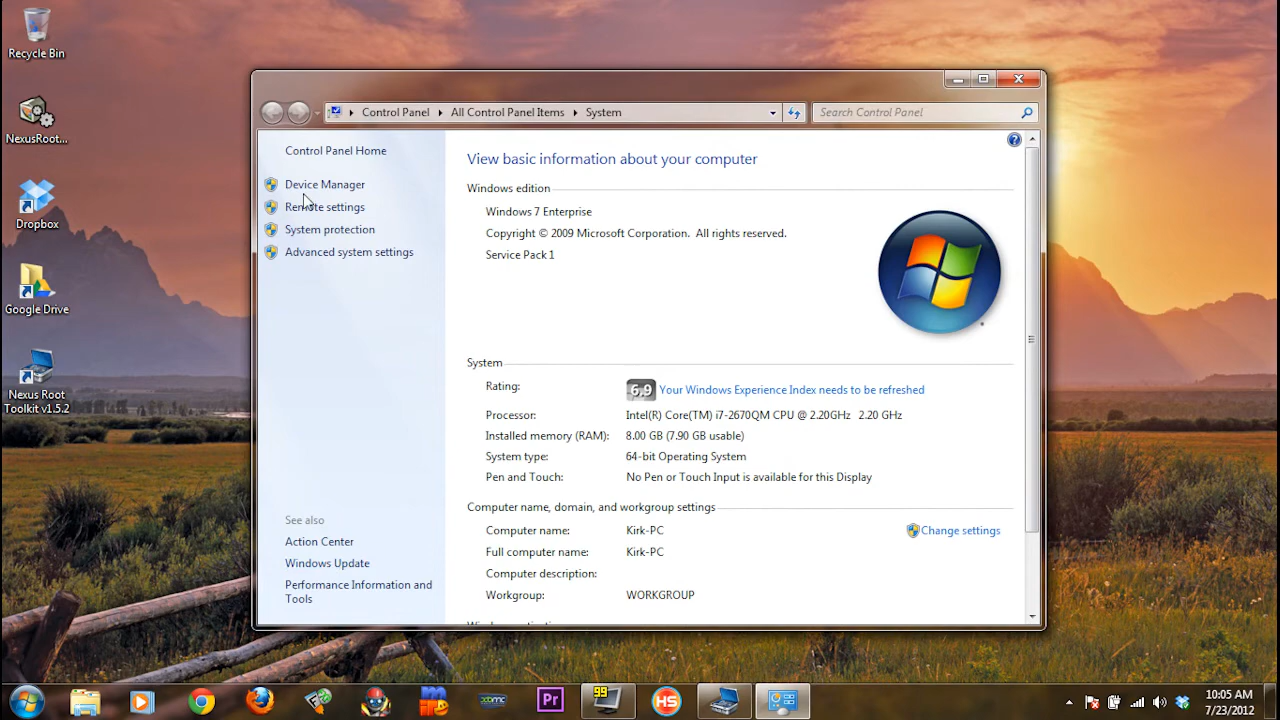 Recycle Bin
NexusRoot...
Dropbox
Google Drive
Nexus Root
Toolkit v1.5.2
Control Panel
All Control Panel Items
System
Search Control Panel
Control Panel Home
Device Manager
Remote settings
System protection
Advanced system settings
See also
Action Center
Windows Update
Performance Information and
Tools
View basic information about your computer
Windows edition
Windows 7 Enterprise
Copyright © 2009 Microsoft Corporation. All rights reserved.
Service Pack 1
System
Rating:
6.9 Your Windows Experience Index needs to be refreshed
Processor: Intel(R) Core(TM) i7-2670QM CPU @ 2.20GHz 2.20 GHz
Installed memory (RAM): 8.00 GB (7.90 GB usable)
System type: 64-bit Operating System
Pen and Touch: No Pen or Touch Input is available for this Display
Computer name, domain, and workgroup settings
Computer name: Kirk-PC
Change settings
Full computer name: Kirk-PC
Computer description:
Workgroup: WORKGROUP
xbmc
Pr
99
HS
10:05 AM
7/23/2012